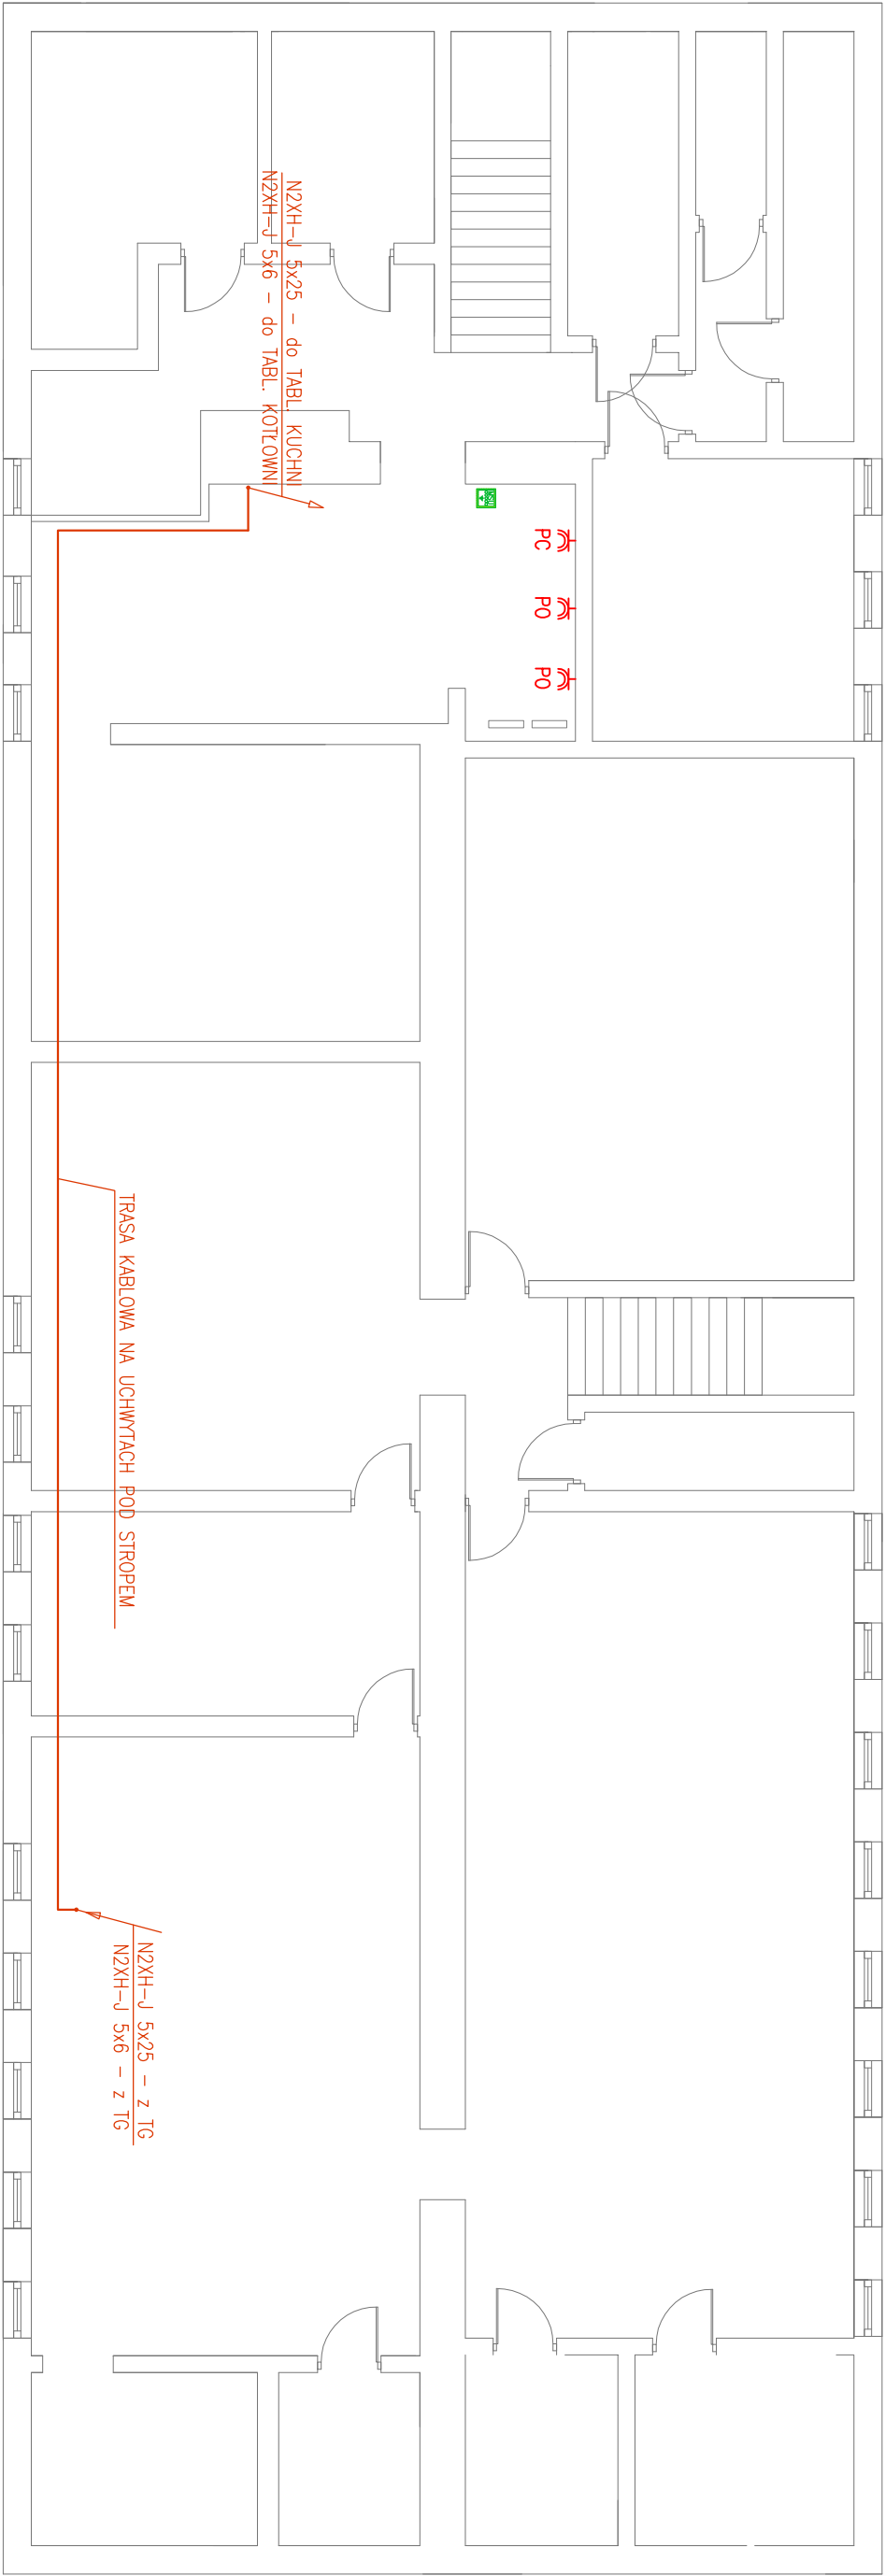 N2XH-J 5x25 - do TABL. KUCHNI
N2XH-J 5x6 - do TABL. KOTŁOWNI
PC
PO
PO
TRASA KABLOWA NA UCHWYTACH POD STROPEM
N2XH-J 5x25 - z TG
N2XH-J 5x6 - z TG